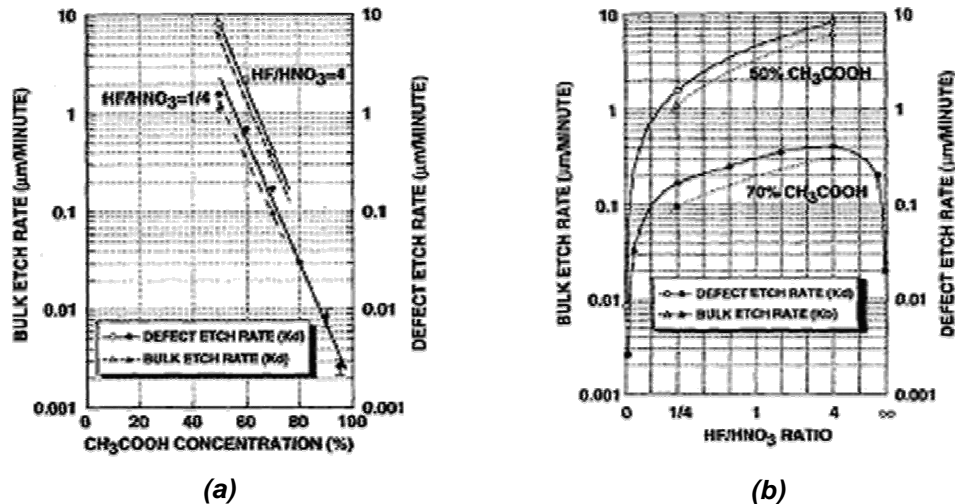 BULK ETCH RATE (μm/MINUTE)
10
1
0.1
0.01
0.001
HF/HNO₃=4
HF/HNO₃=1/4
DEFECT ETCH RATE (Kd)
BULK ETCH RATE (Kd)
0 20 40 60 80 100
CH₃COOH CONCENTRATION (%)
10
1
0.1
0.01
0.001
DEFECT ETCH RATE (μm/MINUTE)
(a)
BULK ETCH RATE (μm/MINUTE)
10
1
0.1
0.01
0.001
50% CH₃COOH
70% CH₃COOH
DEFECT ETCH RATE (Kd)
BULK ETCH RATE (Kb)
0 1/4 1 4 ∞
HF/HNO₃ RATIO
10
1
0.1
0.01
0.001
DEFECT ETCH RATE (μm/MINUTE)
(b)